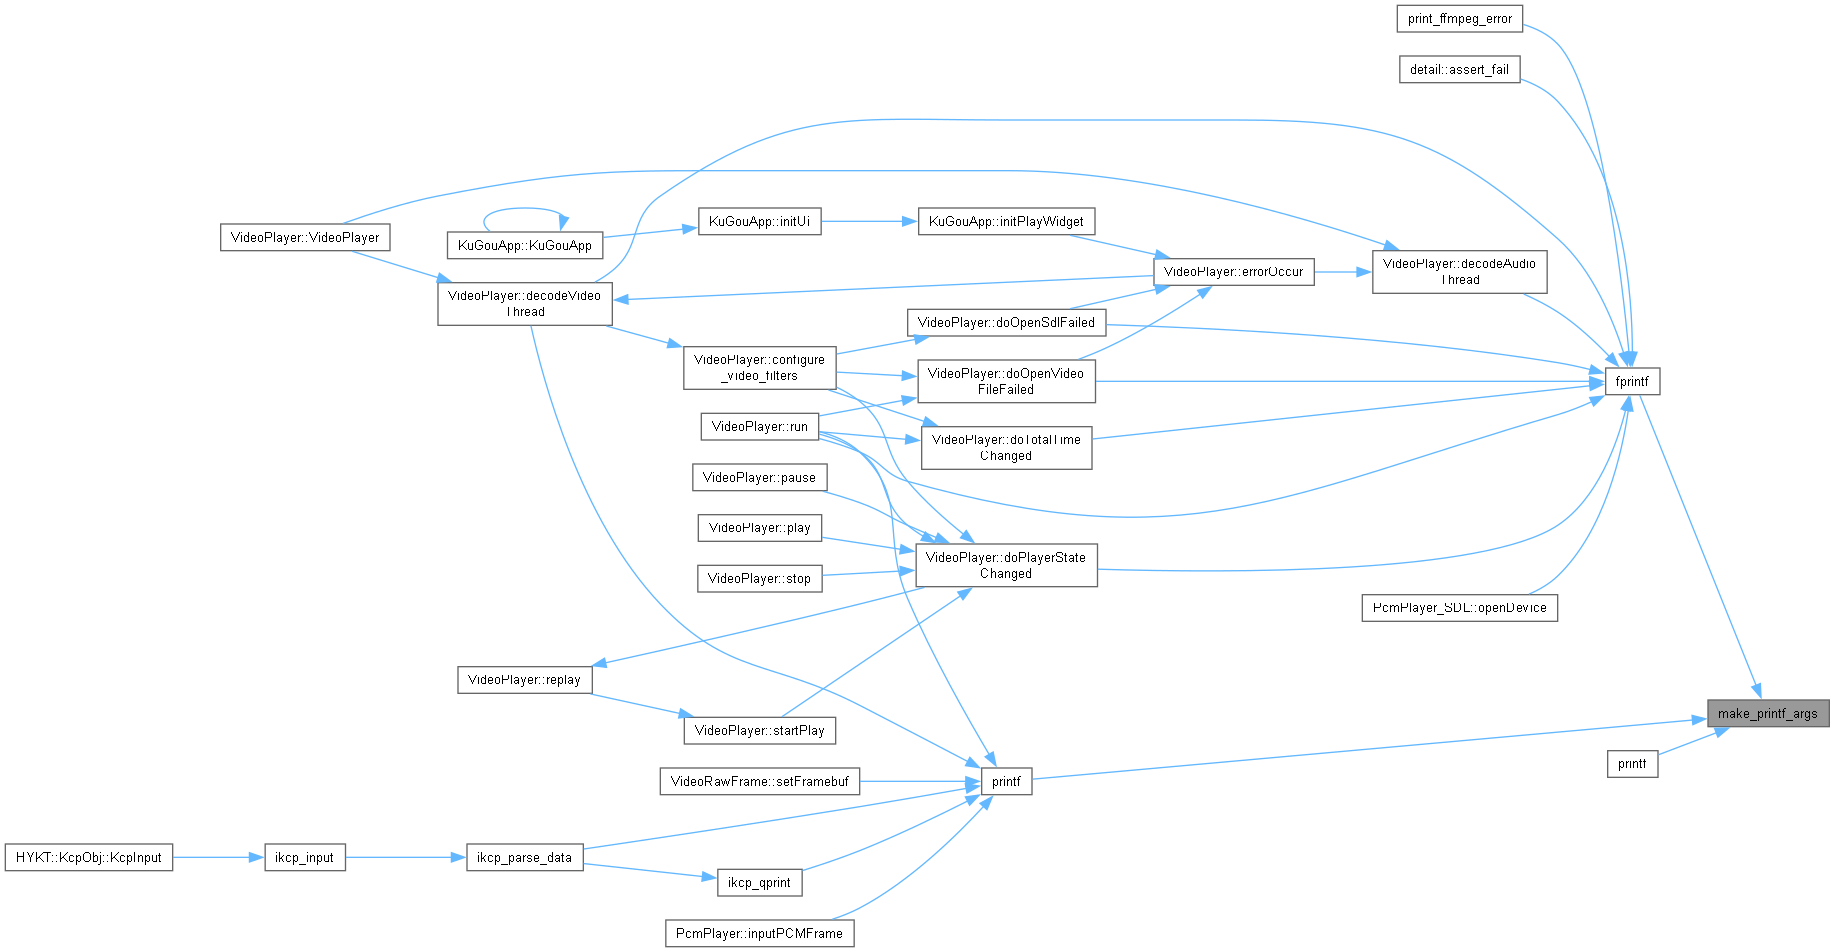 print_ffmpeg_error
detail::assert_fail
VideoPlayer::VideoPlayer
KuGouApp::KuGouApp
KuGouApp::initUi
KuGouApp::initPlayWidget
VideoPlayer::decodeVideo
Thread
VideoPlayer::errorOccur
VideoPlayer::decodeAudio
Thread
VideoPlayer::doOpenSdlFailed
VideoPlayer::configure
_video_filters
VideoPlayer::doOpenVideo
FileFailed
fprintf
VideoPlayer::run
VideoPlayer::doTotalTime
Changed
VideoPlayer::pause
VideoPlayer::play
VideoPlayer::doPlayerState
Changed
VideoPlayer::stop
PcmPlayer_SDL::openDevice
VideoPlayer::replay
VideoPlayer::startPlay
make_printf_args
printf
VideoRawFrame::setFramebuf
printf
HYKT::KcpObj::KcpInput
ikcp_input
ikcp_parse_data
ikcp_qprint
PcmPlayer::inputPCMFrame